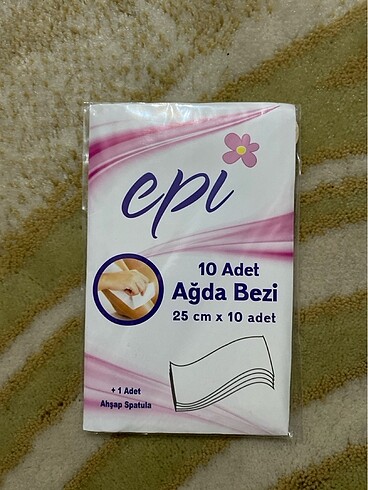 epi
10 Adet
Ağda Bezi
25 cm x 10 adet
+ 1 Adet
Ahşap Spatula